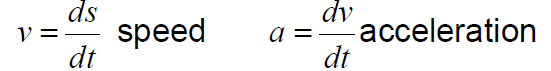 v = ds/dt speed a = dv/dt acceleration